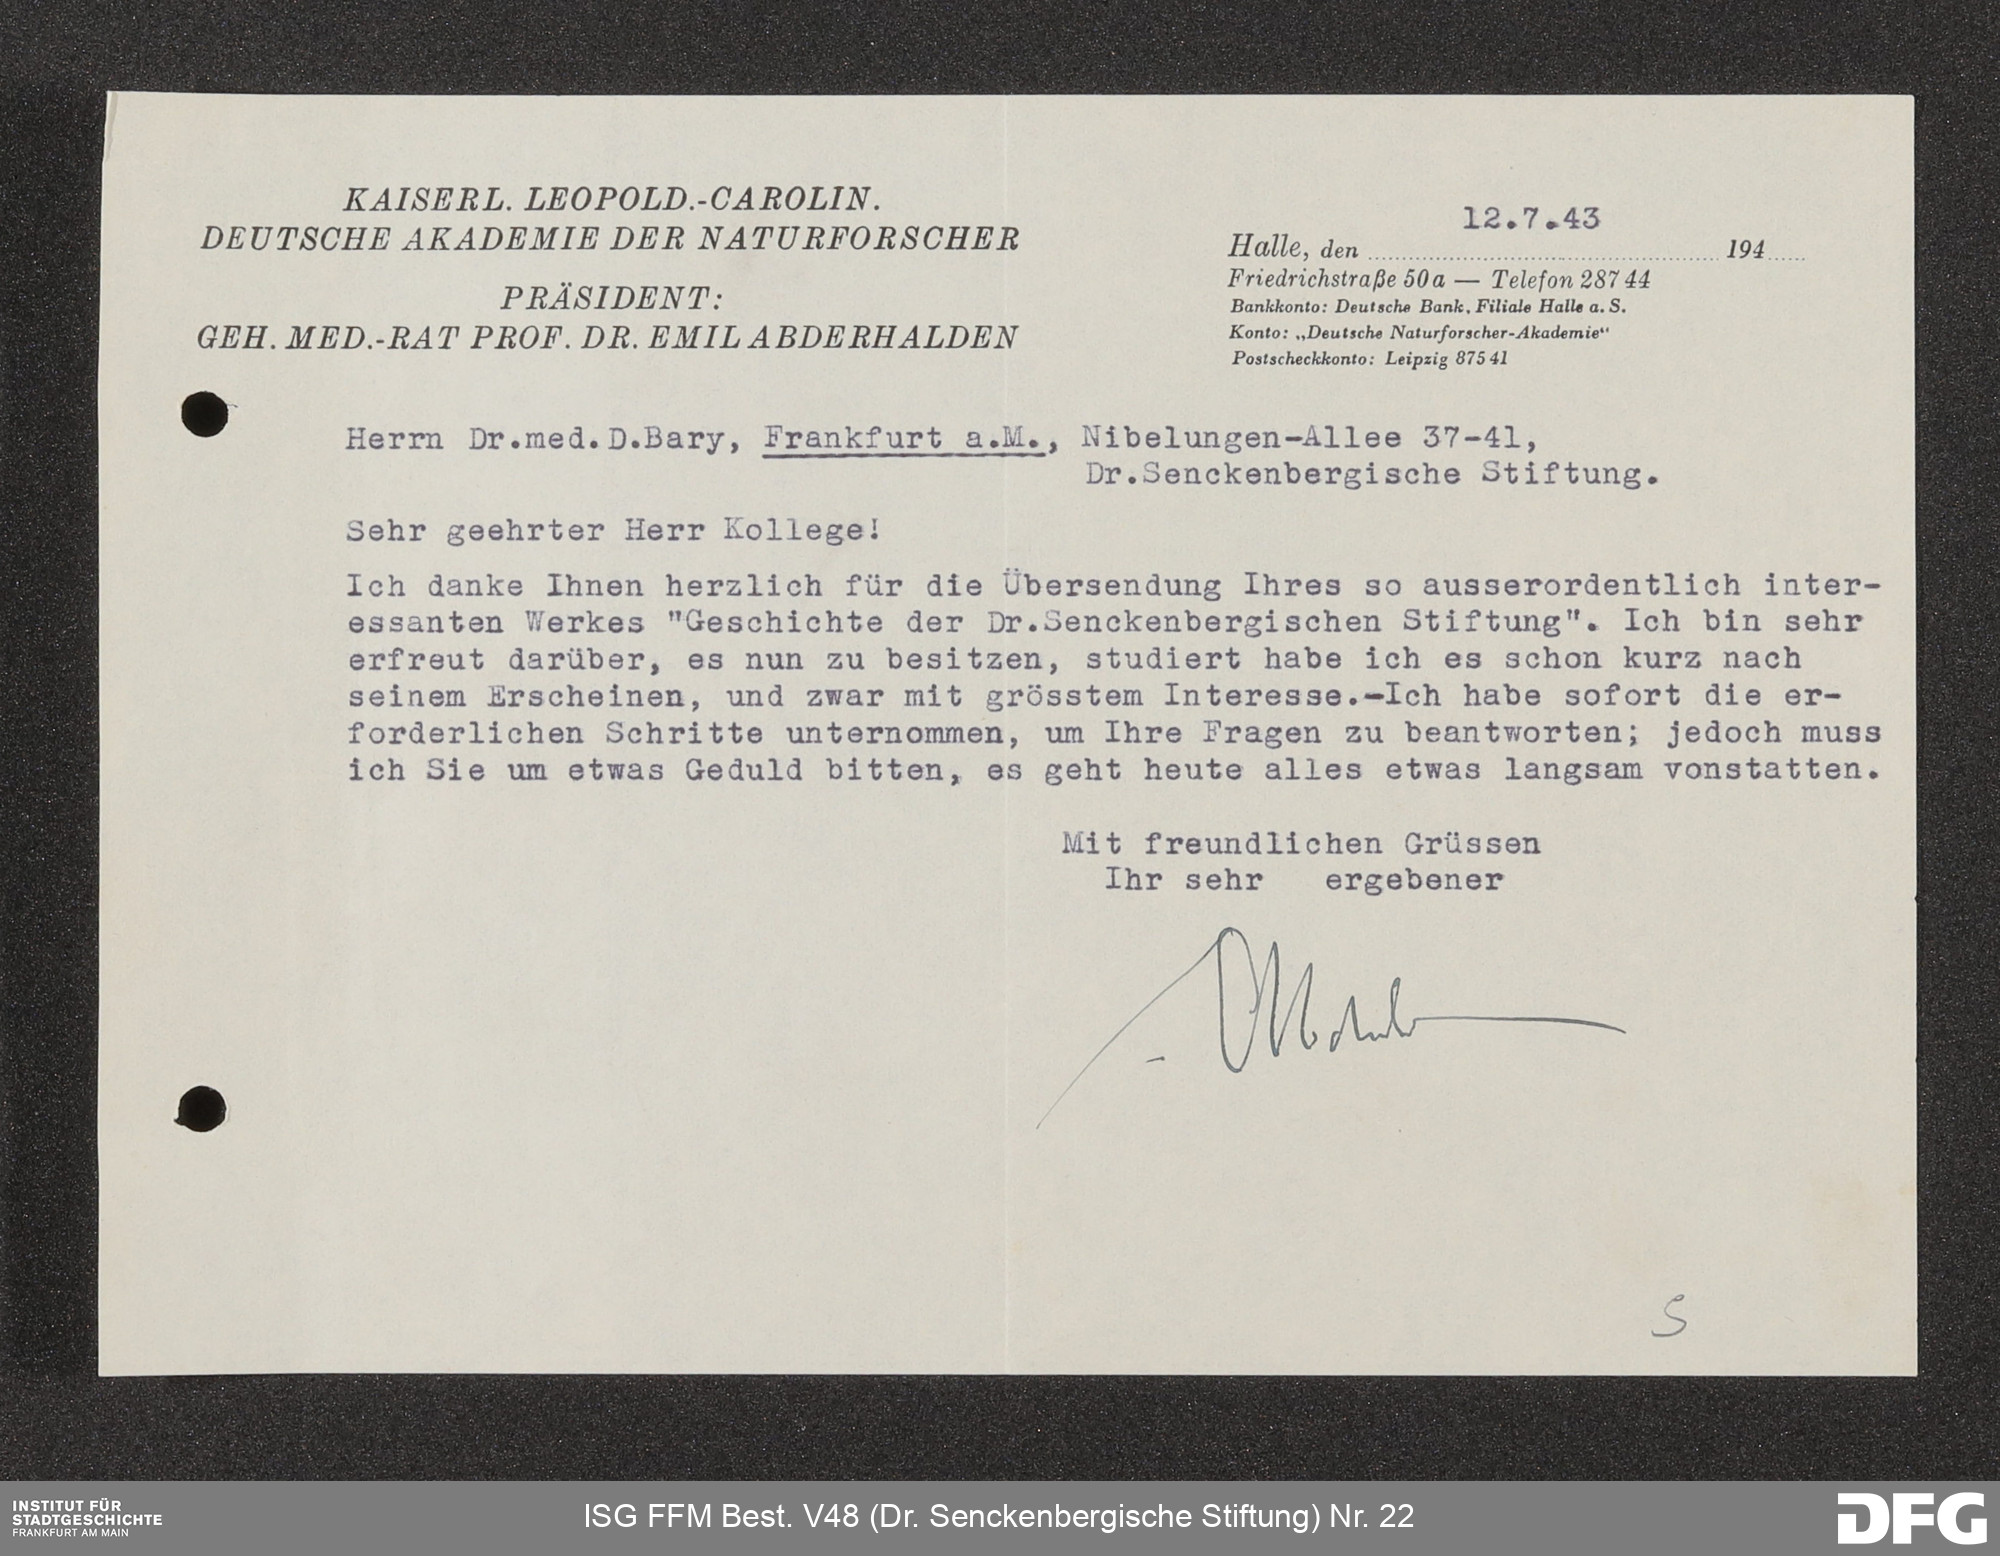 KAISERL. LEOPOLD.-CAROLIN.
DEUTSCHE AKADEMIE DER NATURFORSCHER
PRÄSIDENT:
GEH. MED.-RAT PROF. DR. EMIL ABDERHALDEN
12.7.43
Halle, den 194
Friedrichstraße 50a — Telefon 287 44
Bankkonto: Deutsche Bank, Filiale Halle a. S.
Konto: „Deutsche Naturforscher-Akademie“
Postscheckkonto: Leipzig 875 41
Herrn Dr.med.D.Bary, Frankfurt a.M., Nibelungen-Allee 37-41,
Dr.Senckenbergische Stiftung.
Sehr geehrter Herr Kollege!
Ich danke Ihnen herzlich für die Übersendung Ihres so ausserordentlich inter-
essanten Werkes "Geschichte der Dr.Senckenbergischen Stiftung". Ich bin sehr
erfreut darüber, es nun zu besitzen, studiert habe ich es schon kurz nach
seinem Erscheinen, und zwar mit grösstem Interesse.-Ich habe sofort die er-
forderlichen Schritte unternommen, um Ihre Fragen zu beantworten; jedoch muss
ich Sie um etwas Geduld bitten, es geht heute alles etwas langsam vonstatten.
Mit freundlichen Grüssen
Ihr sehr ergebener
INSTITUT FÜR
STADTGESCHICHTE
FRANKFURT AM MAIN
ISG FFM Best. V48 (Dr. Senckenbergische Stiftung) Nr. 22
DFG